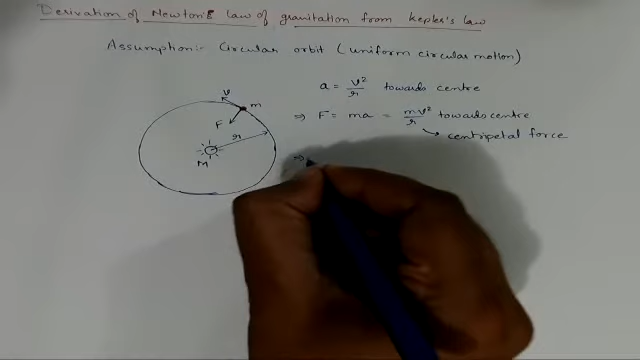 Derivation of Newton's law of gravitation from Kepler's law
Assumption:- Circular orbit (uniform circular motion)
a = v²/r towards centre
⇒ F = ma = mv²/r towards centre
centripetal force
v
m
F
r
M
⇒